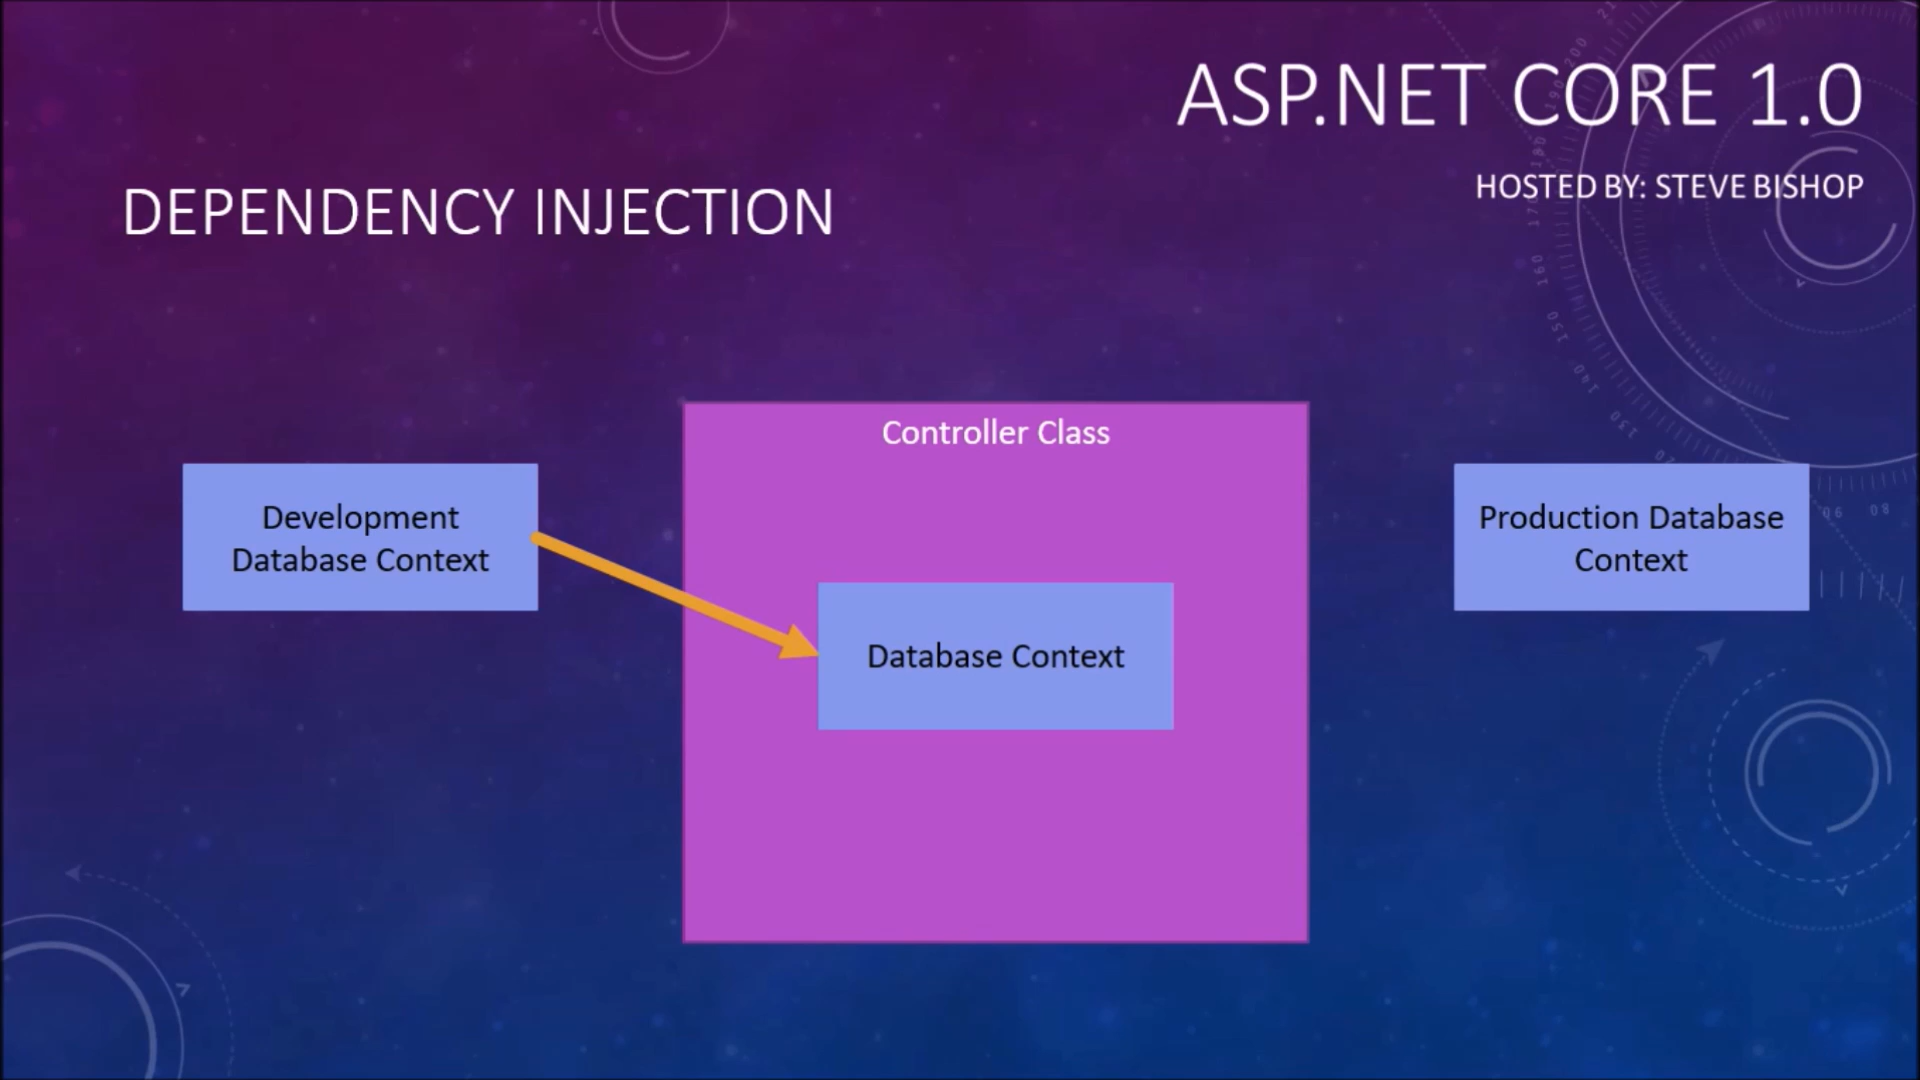 ASP.NET CORE 1.0
HOSTED BY: STEVE BISHOP
DEPENDENCY INJECTION
Controller Class
Development
Database Context
Database Context
Production Database
Context